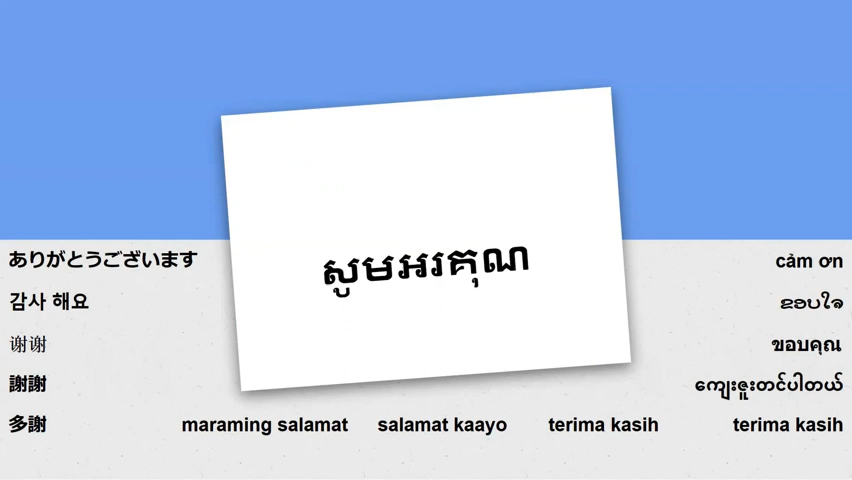 សូមអរគុណ
ありがとうございます
cảm ơn
감사 해요
ຂອບໃຈ
谢谢
ขอบคุณ
謝謝
ကျေးဇူးတင်ပါတယ်
多謝
maraming salamat
salamat kaayo
terima kasih
terima kasih